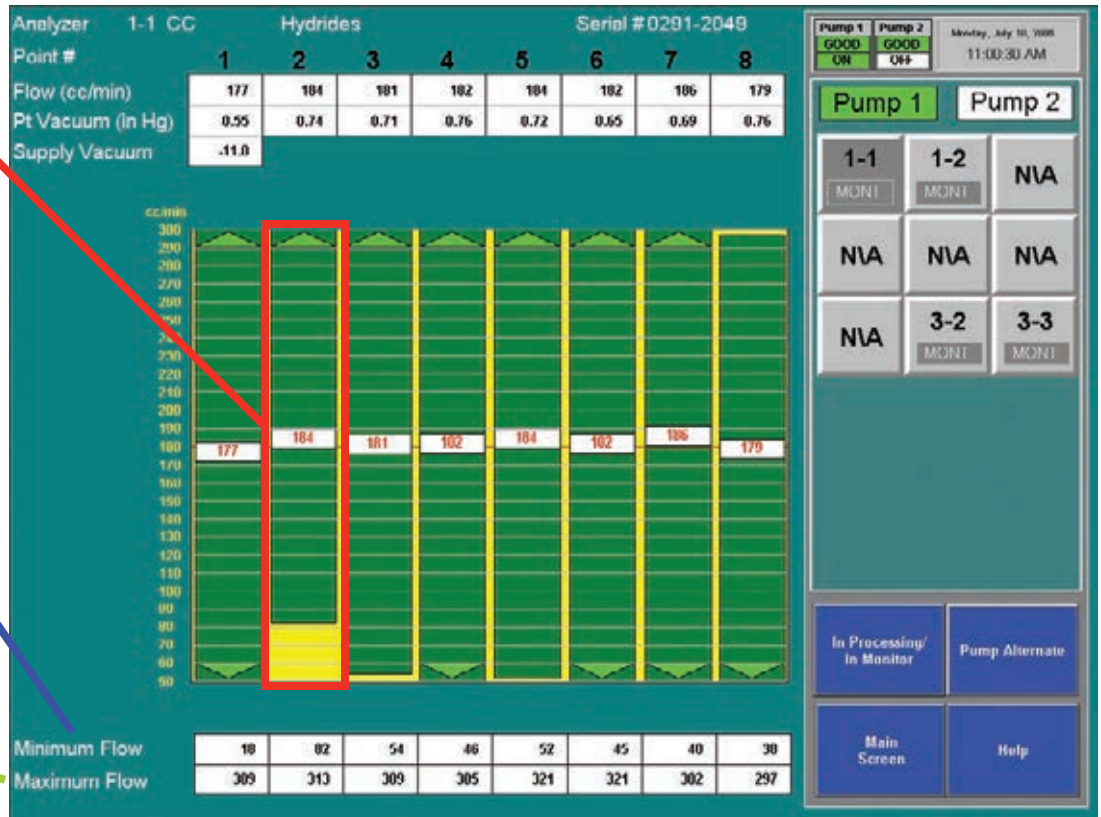 Analyzer 1-1 CC Hydrides Serial # 0291-2049
Point # 1 2 3 4 5 6 7 8
Flow (cc/min) 177 184 181 182 184 182 186 179
Pt Vacuum (in Hg) 0.55 0.74 0.71 0.76 0.72 0.65 0.69 0.76
Supply Vacuum -11.0
cc/min
300
290
280
270
260
230
220
210
200
190
180
170
160
150
140
130
120
110
100
90
80
70
60
50
177 184 181 182 184 182 186 179
Minimum Flow 18 82 54 46 52 45 40 38
Maximum Flow 309 313 309 305 321 321 302 297
Pump 1 Pump 2
GOOD GOOD
ON OFF
Monday, July
11:00:30 AM
Pump 1 Pump 2
1-1 1-2 N\A
MONT MONT
N\A N\A N\A
N\A 3-2 3-3
MONT MONT
In Processing/
In Monitor
Pump Alternate
Main
Screen
Help